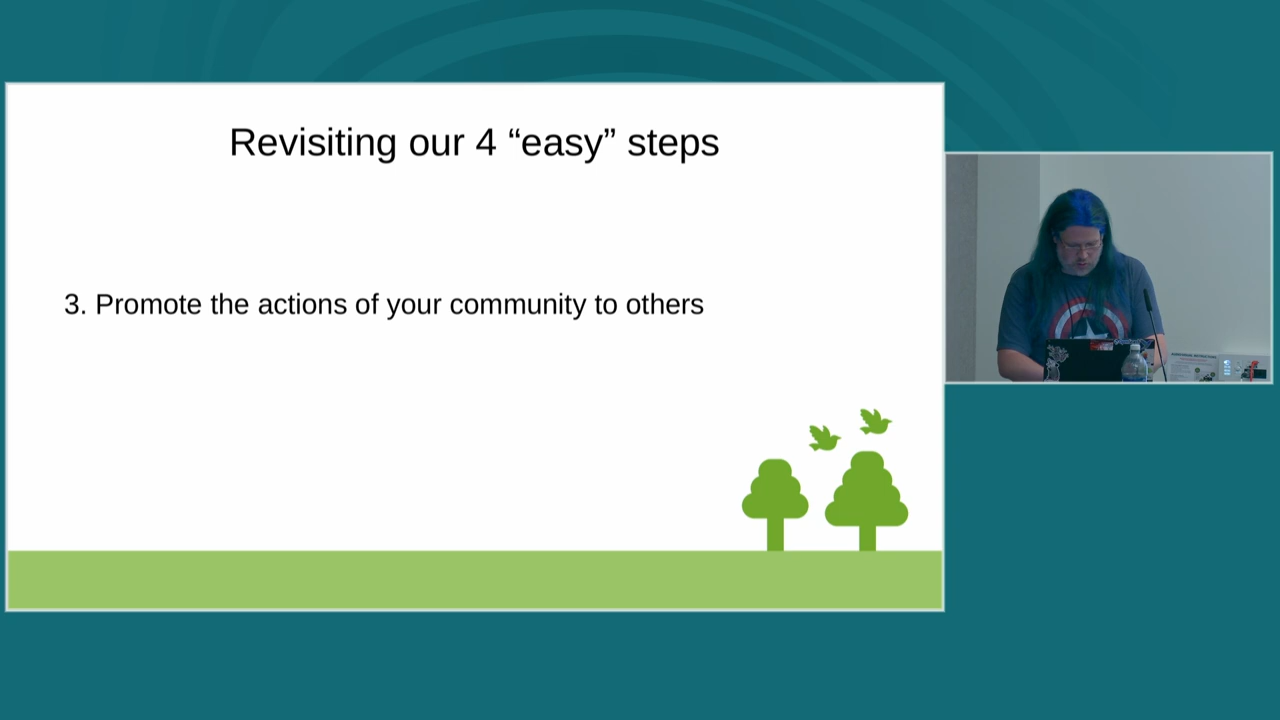 Revisiting our 4 “easy” steps
3. Promote the actions of your community to others